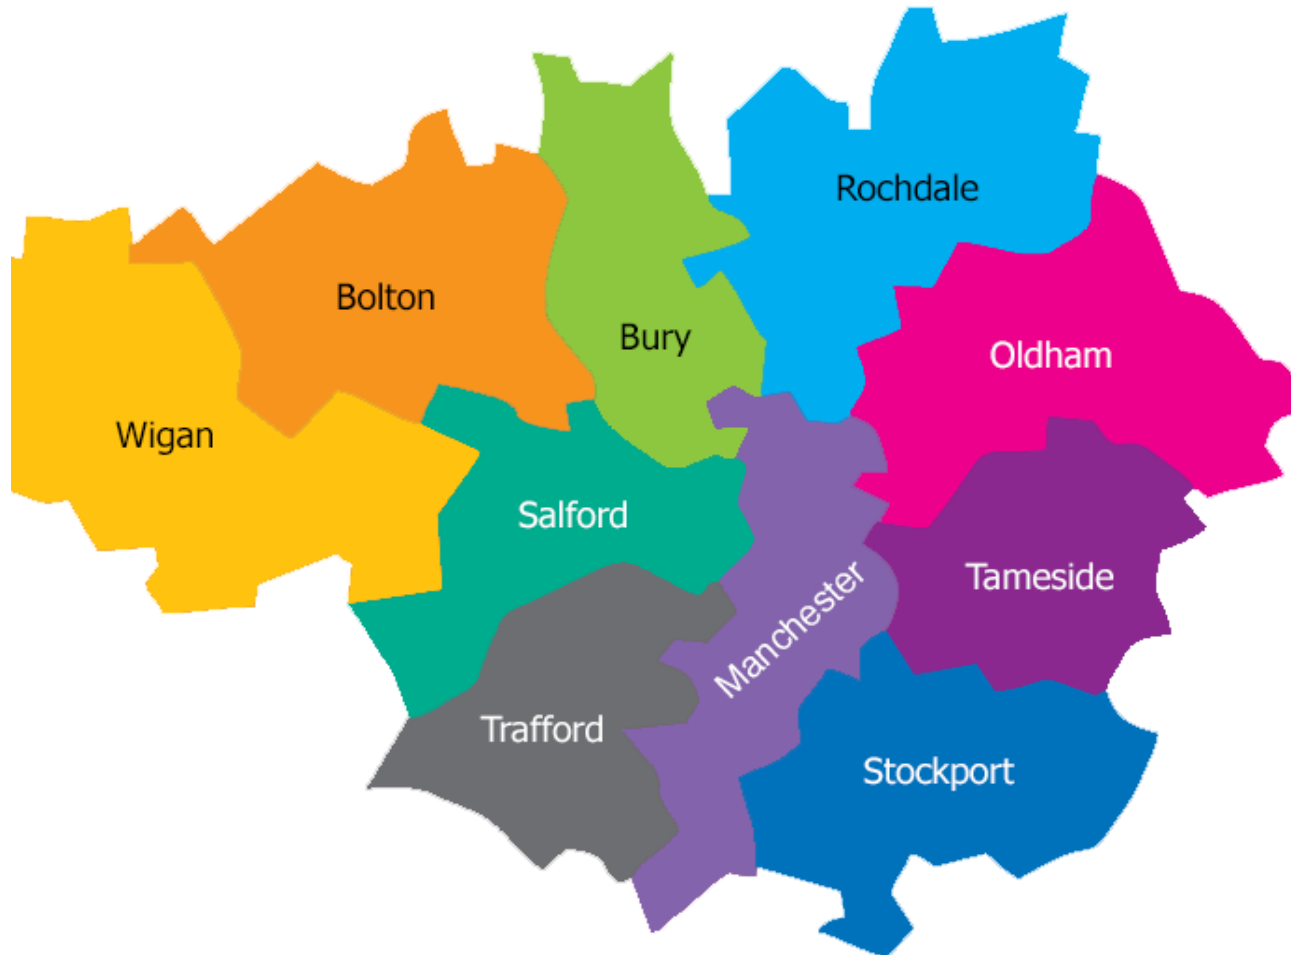 Rochdale
Bolton
Bury
Oldham
Wigan
Salford
Tameside
Manchester
Trafford
Stockport